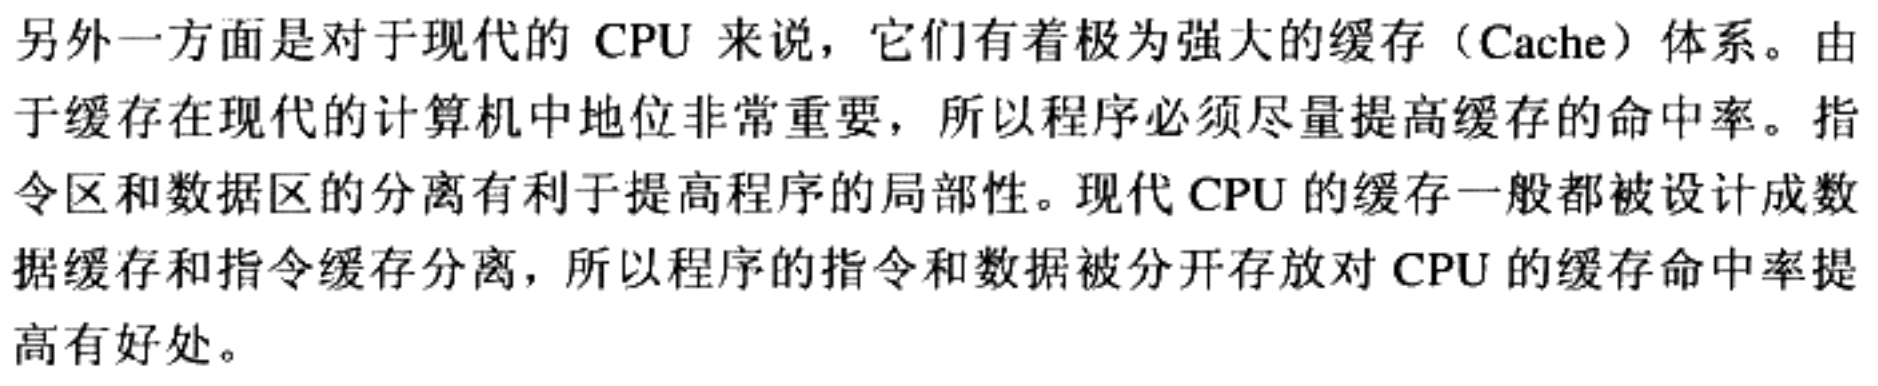 另外一方面是对于现代的 CPU 来说，它们有着极为强大的缓存（Cache）体系。由
于缓存在现代的计算机中地位非常重要，所以程序必须尽量提高缓存的命中率。指
令区和数据区的分离有利于提高程序的局部性。现代 CPU 的缓存一般都被设计成数
据缓存和指令缓存分离，所以程序的指令和数据被分开存放对 CPU 的缓存命中率提
高有好处。